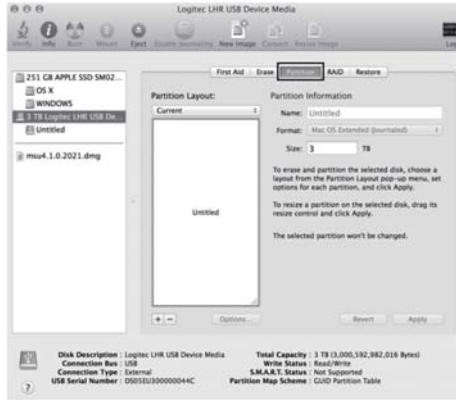 Logitec LHR USB Device Media
Verify Info Burn Mount Eject Enable Journaling New Image Convert Resize Image
251 GB APPLE SSD SM02...
OS X
WINDOWS
3 TB Logitec LHR USB De...
Untitled
msu4.1.0.2021.dmg
First Aid Erase Partition RAID Restore
Partition Layout:
Current
Untitled
+ − Options...
Partition Information
Name: Untitled
Format: Mac OS Extended (Journaled)
Size: 3 TB
To erase and partition the selected disk, choose a
layout from the Partition Layout pop-up menu, set
options for each partition, and click Apply.
To resize a partition on the selected disk, drag its
resize control and click Apply.
The selected partition won't be changed.
Revert Apply
Disk Description : Logitec LHR USB Device Media
Connection Bus : USB
Connection Type : External
USB Serial Number :
Total Capacity : 3 TB (3,000,592,982,016 Bytes)
Write Status : Read/Write
S.M.A.R.T. Status : Not Supported
Partition Map Scheme : GUID Partition Table
?